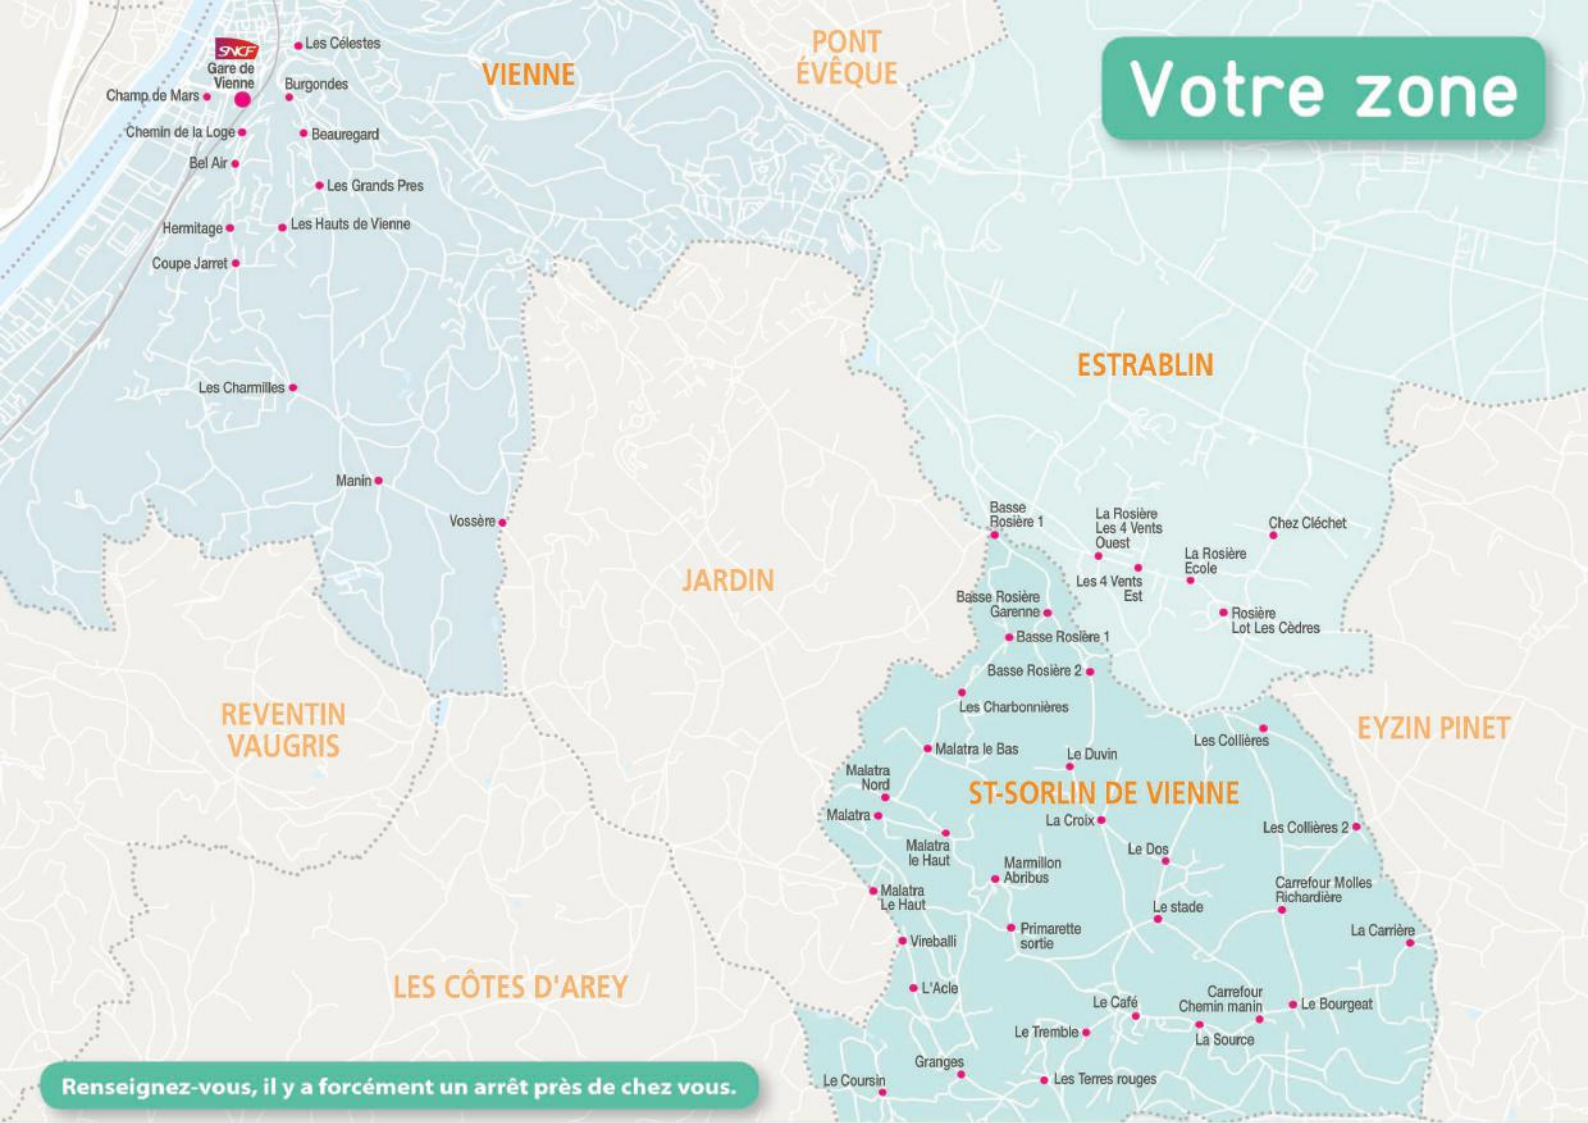 Votre zone
SNCF
Gare de
Vienne
Les Célestes
Champ de Mars
Burgondes
Chemin de la Loge
Beauregard
Bel Air
Les Grands Pres
Hermitage
Les Hauts de Vienne
Coupe Jarret
Les Charmilles
Manin
Vossère
VIENNE
PONT
ÉVÊQUE
ESTRABLIN
JARDIN
REVENTIN
VAUGRIS
LES CÔTES D'AREY
EYZIN PINET
ST-SORLIN DE VIENNE
Basse
Rosière 1
La Rosière
Les 4 Vents
Ouest
Les 4 Vents
Est
La Rosière
Ecole
Chez Cléchet
Rosière
Lot Les Cèdres
Basse Rosière
Garenne
Basse Rosière 1
Basse Rosière 2
Les Charbonnières
Malatra le Bas
Le Duvin
Les Collières
Malatra
Nord
Malatra
La Croix
Les Collières 2
Malatra
le Haut
Marmillon
Abribus
Le Dos
Malatra
Le Haut
Carrefour Molles
Richardière
Le stade
Primarette
sortie
La Carrière
Vireballi
L'Acle
Le Café
Carrefour
Chemin manin
Le Bourgeat
Le Tremble
La Source
Granges
Le Coursin
Les Terres rouges
Renseignez-vous, il y a forcément un arrêt près de chez vous.